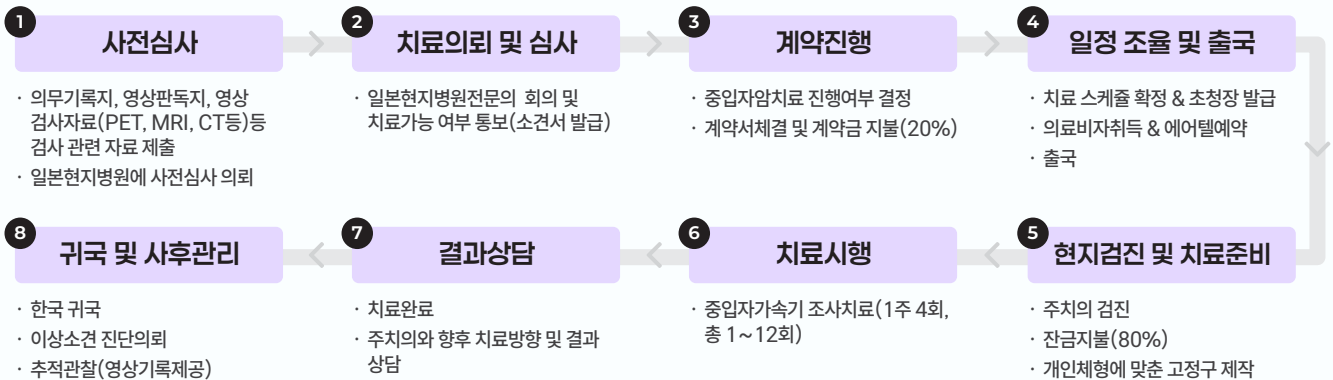 1
사전심사
· 의무기록지, 영상판독지, 영상
검사자료(PET, MRI, CT등)등
검사 관련 자료 제출
· 일본현지병원에 사전심사 의뢰
2
치료의뢰 및 심사
· 일본현지병원전문의 회의 및
치료가능 여부 통보(소견서 발급)
3
계약진행
· 중입자암치료 진행여부 결정
· 계약서체결 및 계약금 지불(20%)
4
일정 조율 및 출국
· 치료 스케쥴 확정 & 초청장 발급
· 의료비자취득 & 에어텔예약
· 출국
5
현지검진 및 치료준비
· 주치의 검진
· 잔금지불(80%)
· 개인체형에 맞춘 고정구 제작
6
치료시행
· 중입자가속기 조사치료(1주 4회,
총 1~12회)
7
결과상담
· 치료완료
· 주치의와 향후 치료방향 및 결과
상담
8
귀국 및 사후관리
· 한국 귀국
· 이상소견 진단의뢰
· 추적관찰(영상기록제공)